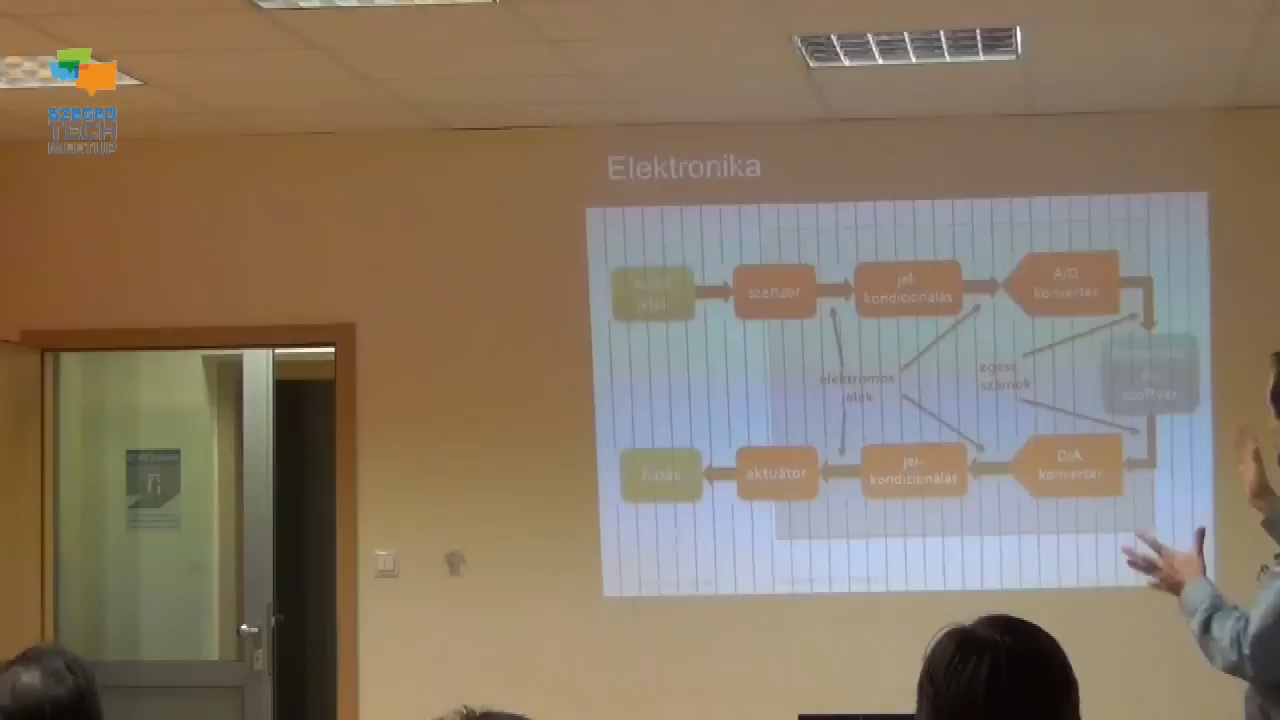 SZEGED
TECH
MEETUP
Elektronika
szenzor
jel-
kondicionálás
A/D
konverter
elektromos
jelek
egész
számok
szoftver
hatás
aktuátor
jel-
kondicionálás
D/A
konverter